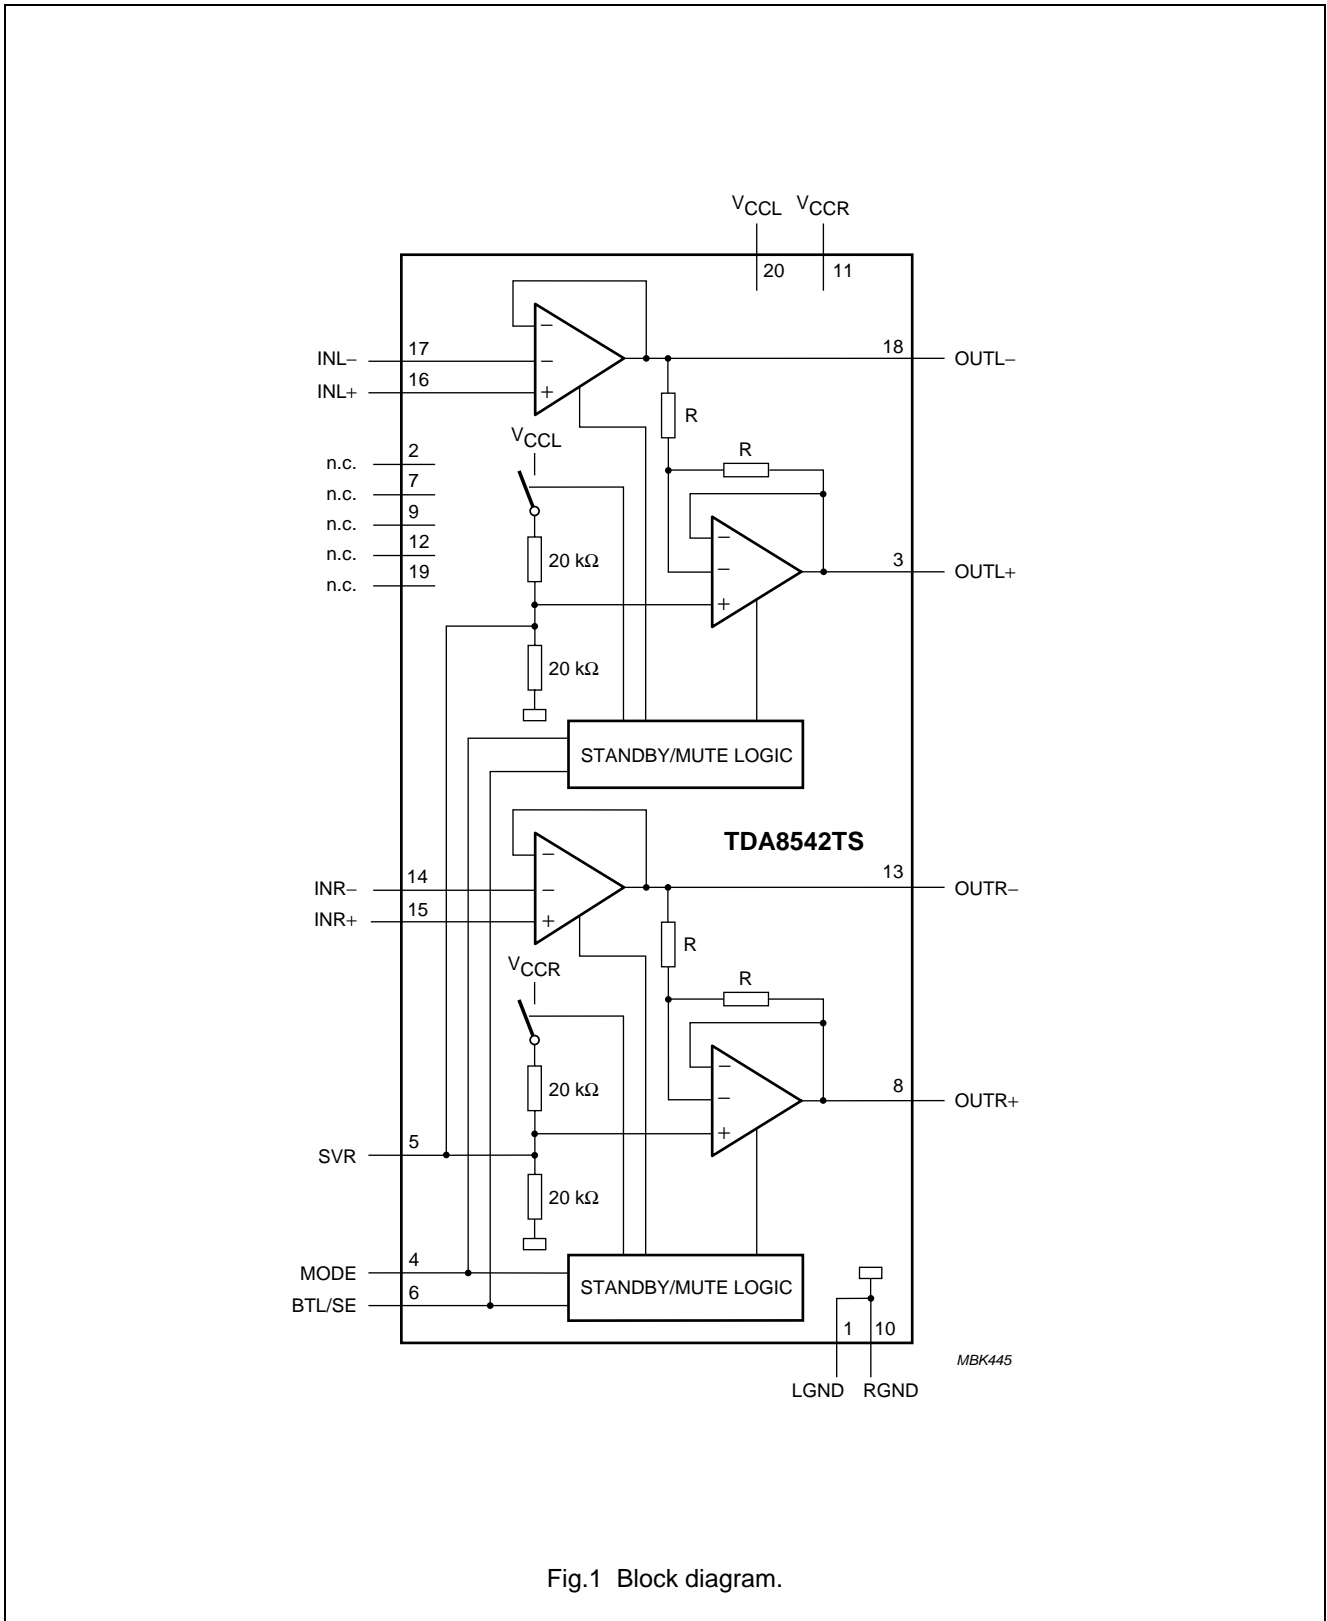 VCCL VCCR
20 11
INL− 17 − − 18 OUTL−
INL+ 16 +
R
VCCL
R
n.c. 2
n.c. 7
n.c. 9
n.c. 12
n.c. 19
20 kΩ
− − 3 OUTL+
+
20 kΩ
STANDBY/MUTE LOGIC
TDA8542TS
INR− 14 − − 13 OUTR−
INR+ 15 +
R
VCCR
R
20 kΩ
− − 8 OUTR+
+
SVR 5
20 kΩ
MODE 4
STANDBY/MUTE LOGIC
BTL/SE 6
1 10
MBK445
LGND RGND
Fig.1 Block diagram.